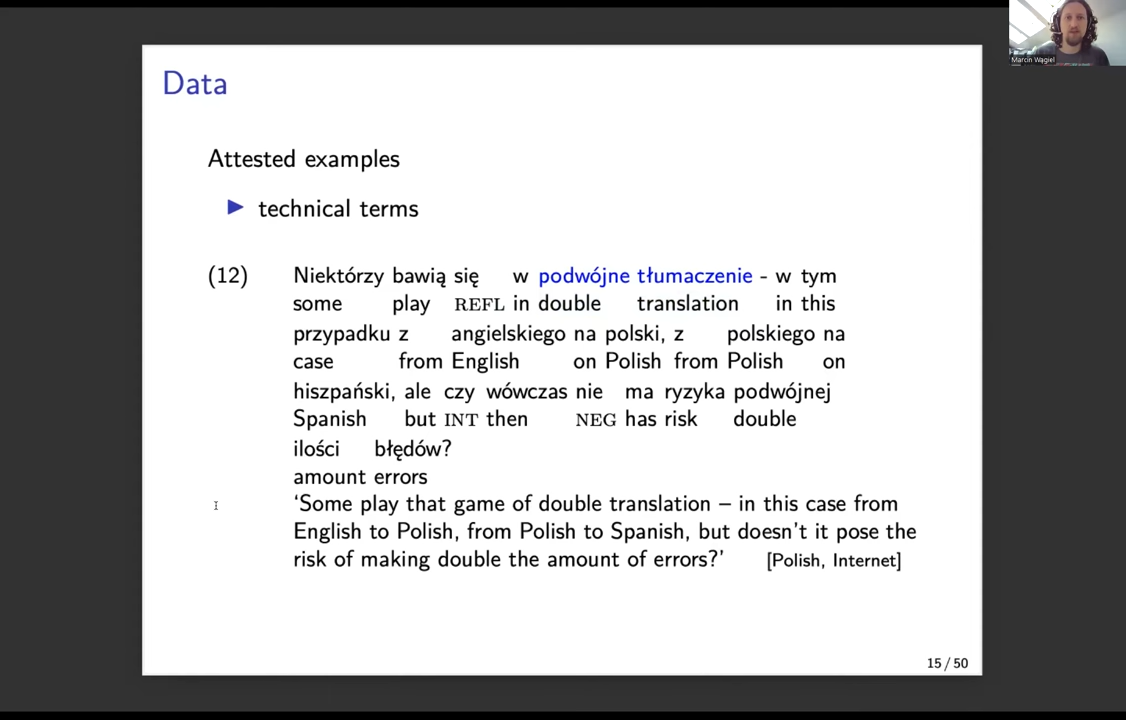 Marcin Wągiel
Data
Attested examples
▶ technical terms
(12) Niektórzy bawią się w podwójne tłumaczenie - w tym
some play REFL in double translation in this
przypadku z angielskiego na polski, z polskiego na
case from English on Polish from Polish on
hiszpański, ale czy wówczas nie ma ryzyka podwójnej
Spanish but INT then NEG has risk double
ilości błędów?
amount errors
‘Some play that game of double translation – in this case from
English to Polish, from Polish to Spanish, but doesn’t it pose the
risk of making double the amount of errors?’ [Polish, Internet]
15 / 50